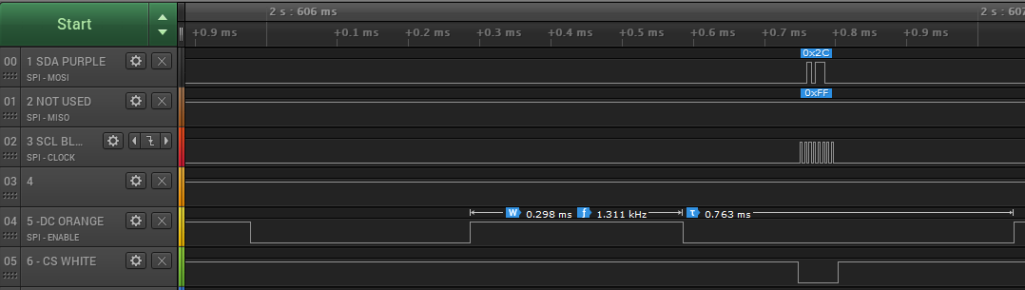 Start
2 s : 606 ms
2 s : 607
+0.9 ms
+0.1 ms
+0.2 ms
+0.3 ms
+0.4 ms
+0.5 ms
+0.6 ms
+0.7 ms
+0.8 ms
+0.9 ms
00
1 SDA PURPLE
SPI - MOSI
0x2C
01
2 NOT USED
SPI - MISO
0xFF
02
3 SCL BL...
SPI - CLOCK
03
4
04
5 -DC ORANGE
SPI - ENABLE
W 0.298 ms f 1.311 kHz T 0.763 ms
05
6 - CS WHITE